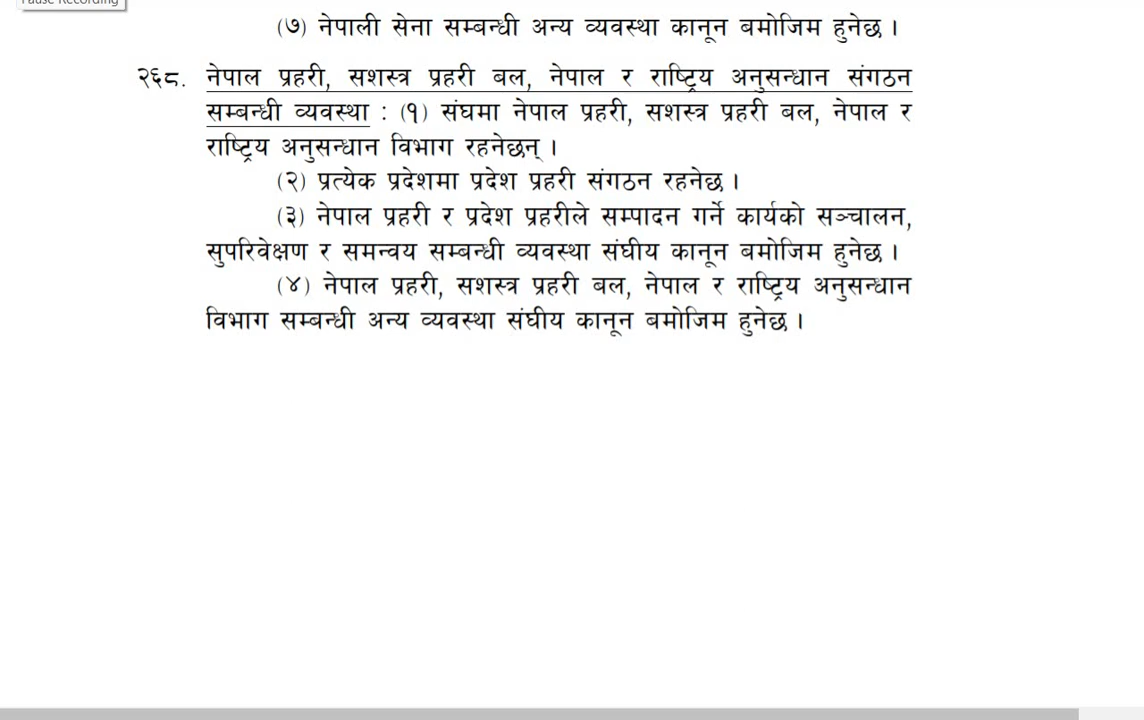 Pause Recording
(७) नेपाली सेना सम्बन्धी अन्य व्यवस्था कानून बमोजिम हुनेछ ।
२६८. नेपाल प्रहरी, सशस्त्र प्रहरी बल, नेपाल र राष्ट्रिय अनुसन्धान संगठन
सम्बन्धी व्यवस्था : (१) संघमा नेपाल प्रहरी, सशस्त्र प्रहरी बल, नेपाल र
राष्ट्रिय अनुसन्धान विभाग रहनेछन् ।
(२) प्रत्येक प्रदेशमा प्रदेश प्रहरी संगठन रहनेछ ।
(३) नेपाल प्रहरी र प्रदेश प्रहरीले सम्पादन गर्ने कार्यको सञ्चालन,
सुपरिवेक्षण र समन्वय सम्बन्धी व्यवस्था संघीय कानून बमोजिम हुनेछ ।
(४) नेपाल प्रहरी, सशस्त्र प्रहरी बल, नेपाल र राष्ट्रिय अनुसन्धान
विभाग सम्बन्धी अन्य व्यवस्था संघीय कानून बमोजिम हुनेछ ।